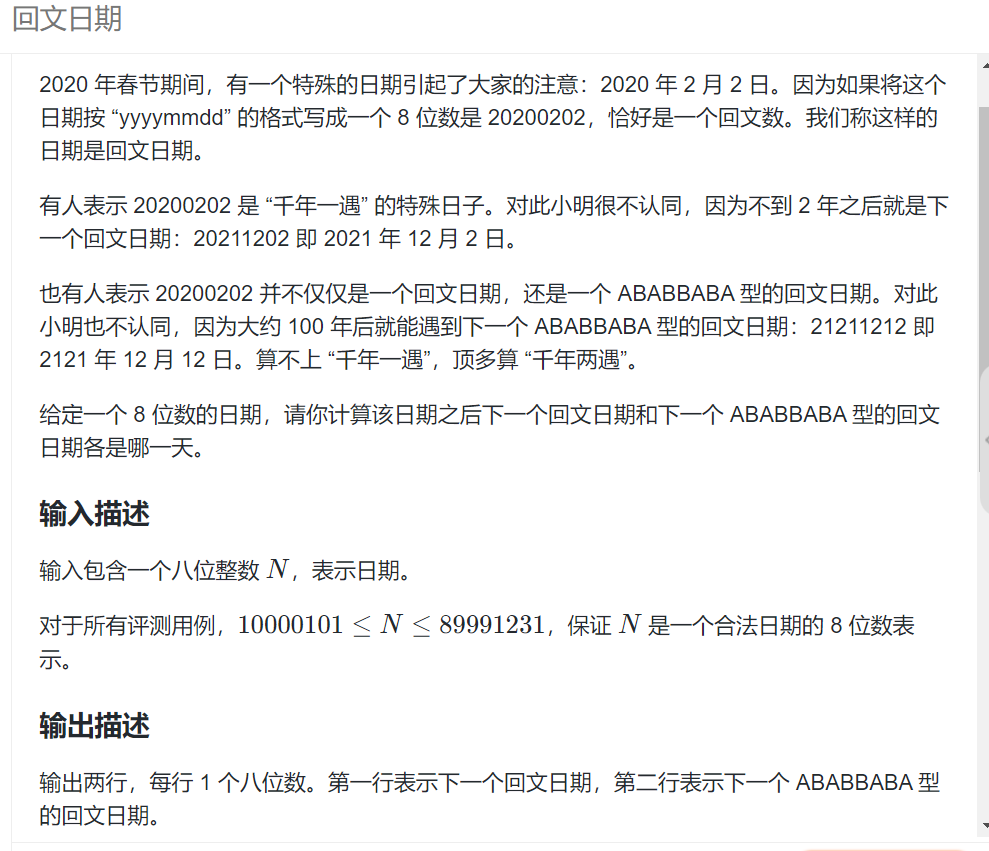 回文日期
2020 年春节期间，有一个特殊的日期引起了大家的注意：2020 年 2 月 2 日。因为如果将这个
日期按 “yyyymmdd” 的格式写成一个 8 位数是 20200202，恰好是一个回文数。我们称这样的
日期是回文日期。
有人表示 20200202 是 “千年一遇” 的特殊日子。对此小明很不认同，因为不到 2 年之后就是下
一个回文日期：20211202 即 2021 年 12 月 2 日。
也有人表示 20200202 并不仅仅是一个回文日期，还是一个 ABABBABA 型的回文日期。对此
小明也不认同，因为大约 100 年后就能遇到下一个 ABABBABA 型的回文日期：21211212 即
2121 年 12 月 12 日。算不上 “千年一遇”，顶多算 “千年两遇”。
给定一个 8 位数的日期，请你计算该日期之后下一个回文日期和下一个 ABABBABA 型的回文
日期各是哪一天。
输入描述
输入包含一个八位整数 N，表示日期。
对于所有评测用例，10000101 ≤ N ≤ 89991231，保证 N 是一个合法日期的 8 位数表
示。
输出描述
输出两行，每行 1 个八位数。第一行表示下一个回文日期，第二行表示下一个 ABABBABA 型
的回文日期。